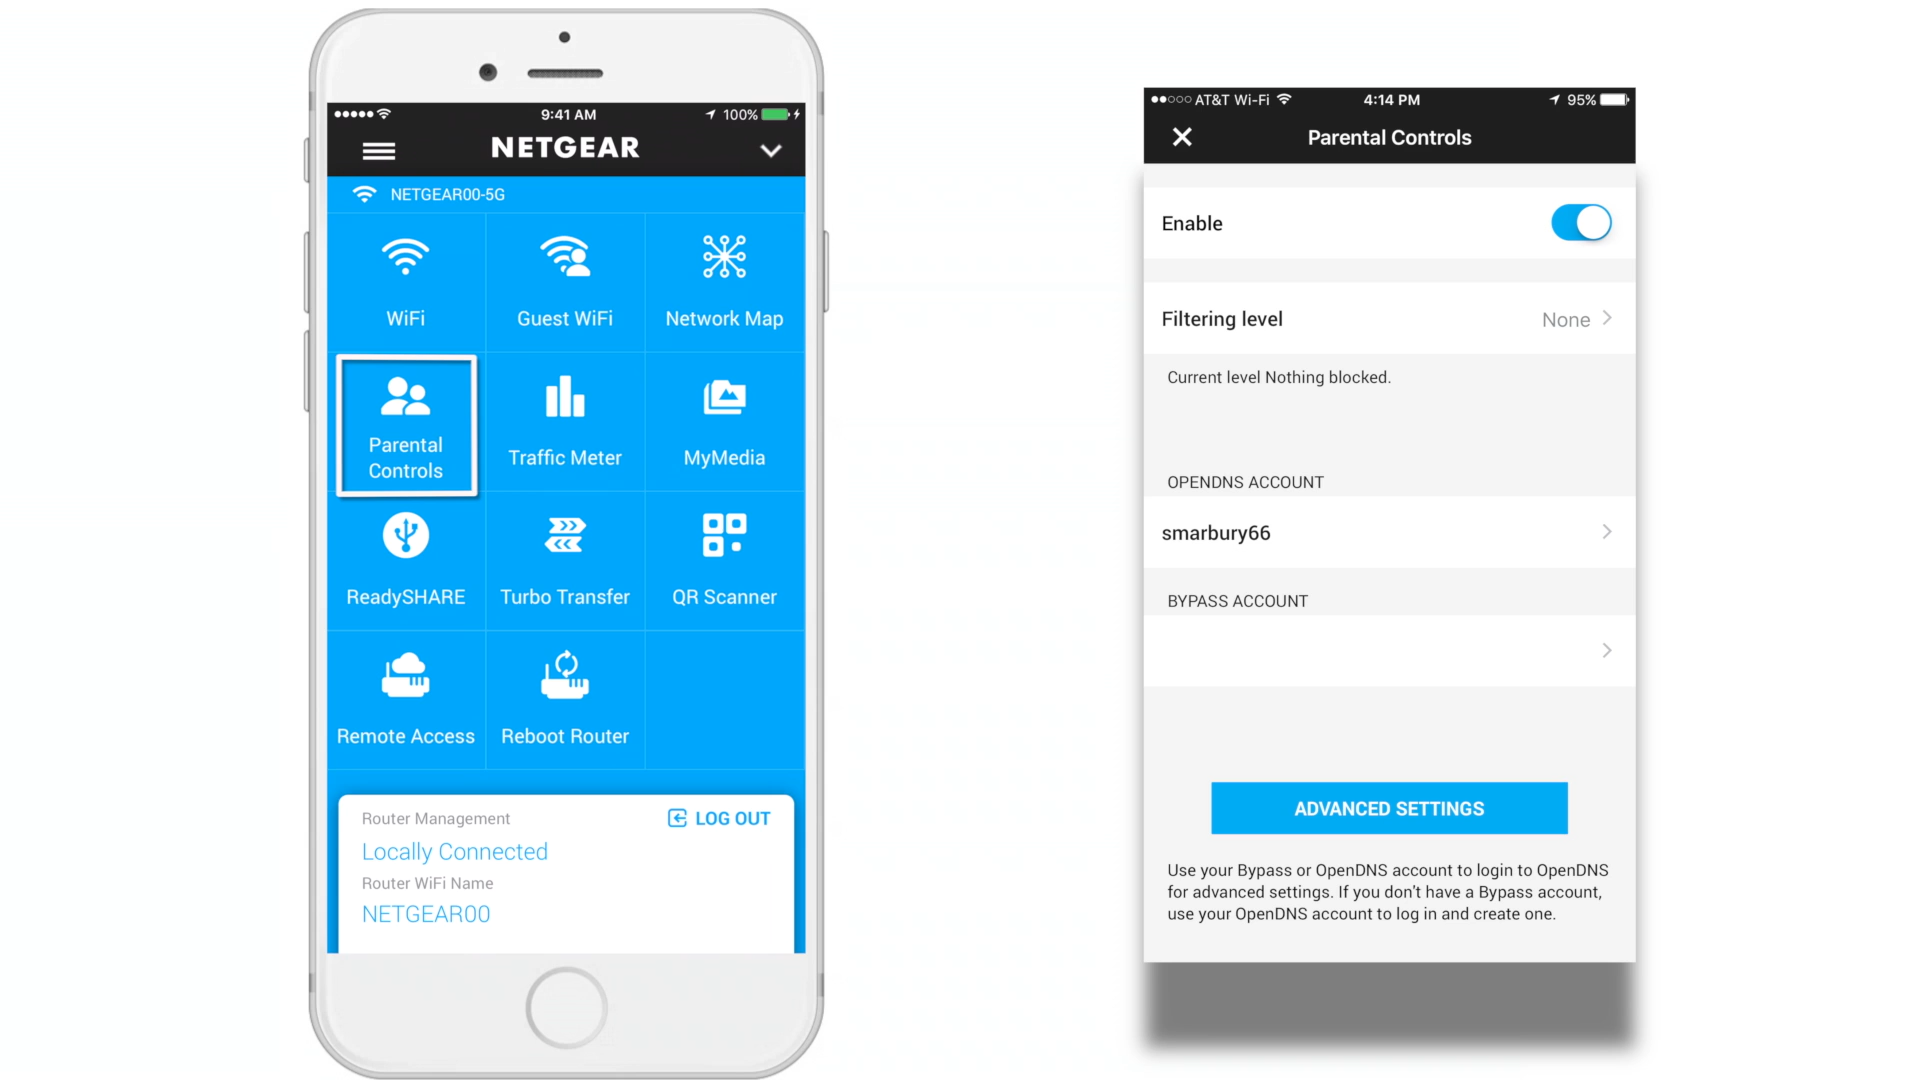 9:41 AM
100%
NETGEAR
NETGEAR00-5G
WiFi
Guest WiFi
Network Map
Parental
Controls
Traffic Meter
MyMedia
ReadySHARE
Turbo Transfer
QR Scanner
Remote Access
Reboot Router
Router Management
LOG OUT
Locally Connected
Router WiFi Name
NETGEAR00
AT&T Wi-Fi
4:14 PM
95%
Parental Controls
Enable
Filtering level
None
Current level Nothing blocked.
OPENDNS ACCOUNT
smarbury66
BYPASS ACCOUNT
ADVANCED SETTINGS
Use your Bypass or OpenDNS account to login to OpenDNS
for advanced settings. If you don't have a Bypass account,
use your OpenDNS account to log in and create one.